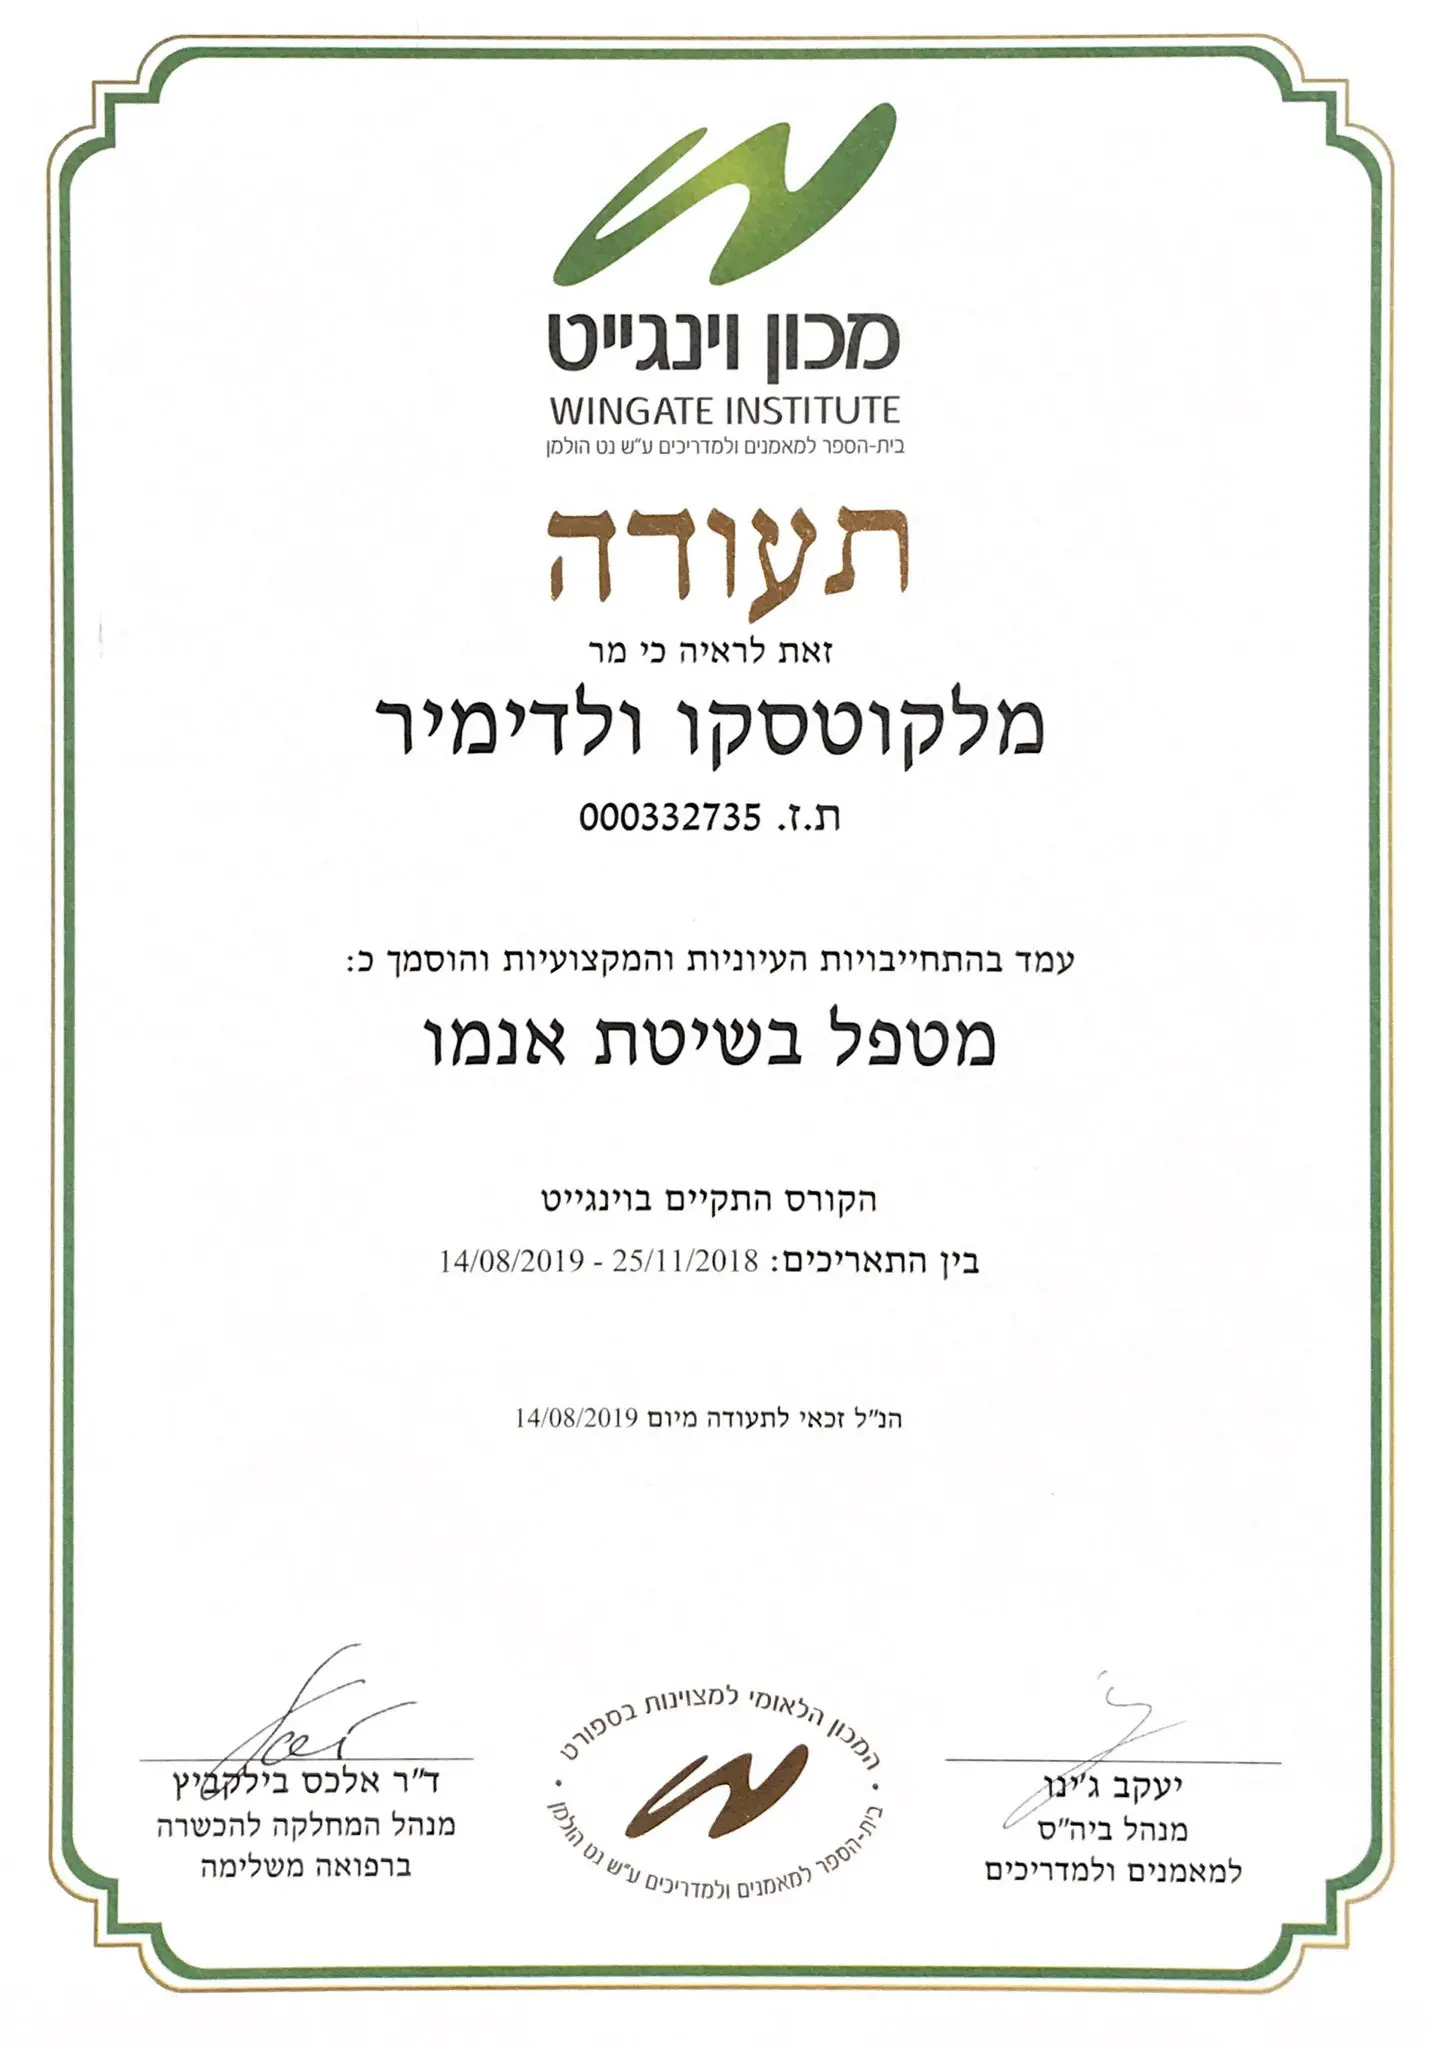 מכון וינגייט
WINGATE INSTITUTE
בית-הספר למאמנים ולמדריכים ע"ש נט הולמן
תעודה
זאת לראיה כי מר
מלקוטסקו ולדימיר
ת.ז. 000332735
עמד בהתחייבויות העיוניות והמקצועיות והוסמך כ:
מטפל בשיטת אנמו
הקורס התקיים בוינגייט
בין התאריכים: 25/11/2018 - 14/08/2019
הנ"ל זכאי לתעודה מיום 14/08/2019
יעקב ג'ינו
מנהל ביה"ס
למאמנים ולמדריכים
המכון הלאומי למצוינות בספורט
בית-הספר למאמנים ולמדריכים ע"ש נט הולמן
ד"ר אלכס בילקביץ
מנהל המחלקה להכשרה
ברפואה משלימה